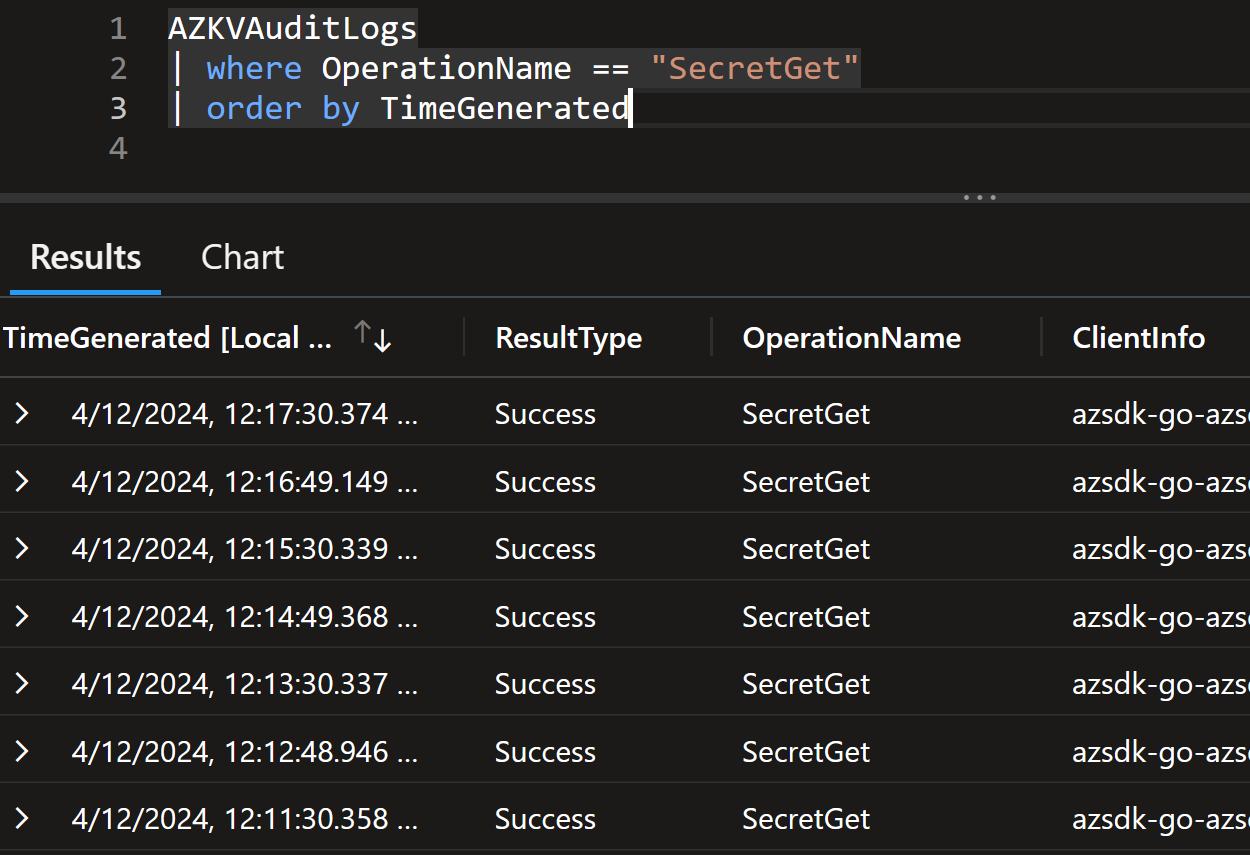 1 AZKVAuditLogs
2 | where OperationName == "SecretGet"
3 | order by TimeGenerated
4
Results Chart
TimeGenerated [Local ... ↑↓ ResultType OperationName ClientInfo
4/12/2024, 12:17:30.374 ... Success SecretGet azsdk-go-azs
4/12/2024, 12:16:49.149 ... Success SecretGet azsdk-go-azs
4/12/2024, 12:15:30.339 ... Success SecretGet azsdk-go-azs
4/12/2024, 12:14:49.368 ... Success SecretGet azsdk-go-azs
4/12/2024, 12:13:30.337 ... Success SecretGet azsdk-go-azs
4/12/2024, 12:12:48.946 ... Success SecretGet azsdk-go-azs
4/12/2024, 12:11:30.358 ... Success SecretGet azsdk-go-azs